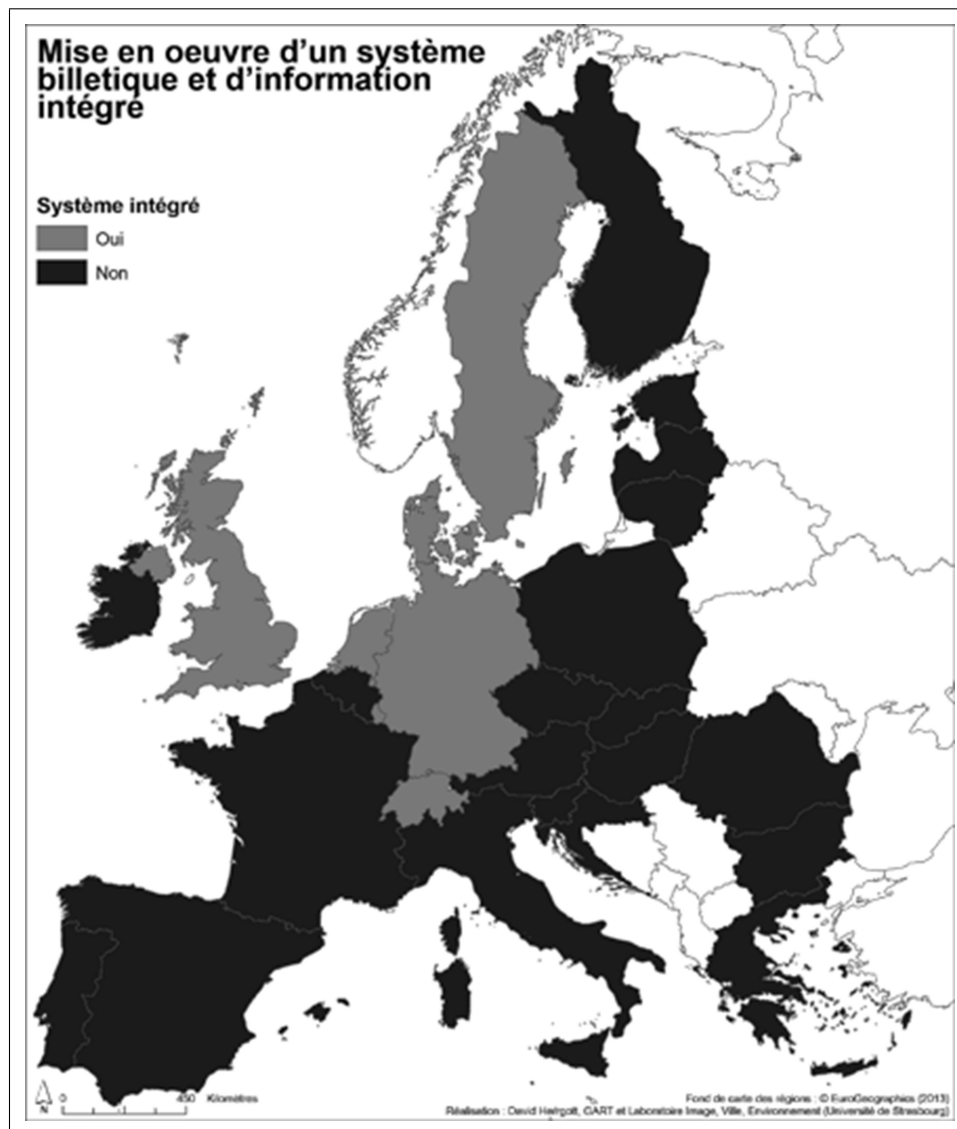 Mise en oeuvre d'un système
billetique et d'information
intégré
Système intégré
Oui
Non
N
0 450 Kilomètres
Fond de carte des régions : © EuroGeographics (2013)
Réalisation : David Herrgott, GART et Laboratoire Image, Ville, Environnement (Université de Strasbourg)